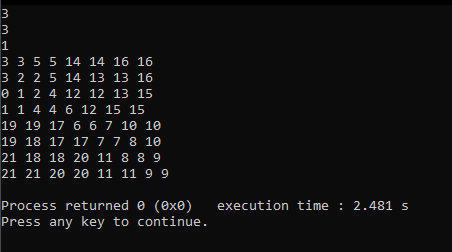 3
3
1
3 3 5 5 14 14 16 16
3 2 2 5 14 13 13 16
0 1 2 4 12 12 13 15
1 1 4 4 6 12 15 15
19 19 17 6 6 7 10 10
19 18 17 17 7 7 8 10
21 18 18 20 11 8 8 9
21 21 20 20 11 11 9 9
Process returned 0 (0x0)   execution time : 2.481 s
Press any key to continue.